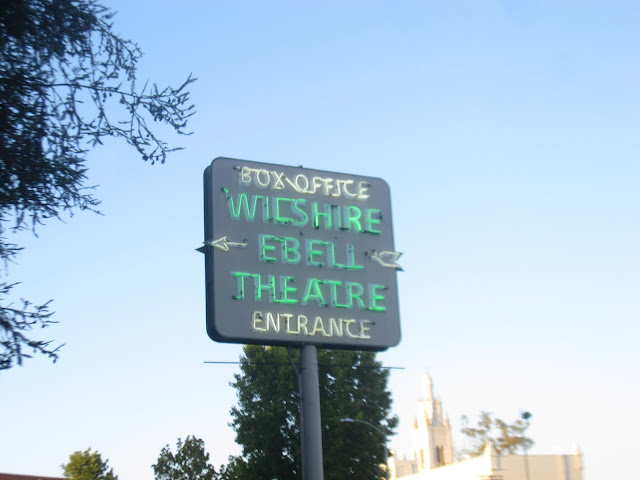 BOX OFFICE
WILSHIRE
EBELL
THEATRE
ENTRANCE